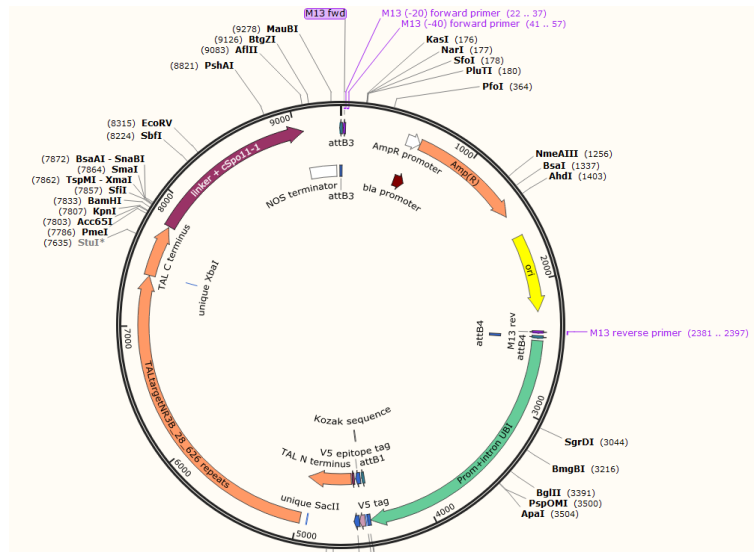 M13 fwd
M13 (-20) forward primer (22 .. 37)
M13 (-40) forward primer (41 .. 57)
(9278) MauBI
(9126) BtgZI
(9083) AflII
(8821) PshAI
KasI (176)
NarI (177)
SfoI (178)
PluTI (180)
PfoI (364)
(8315) EcoRV
(8224) SbfI
(7872) BsaAI - SnaBI
(7864) SmaI
(7862) TspMI - XmaI
(7857) SfiI
(7833) BamHI
(7807) KpnI
(7803) Acc65I
(7786) PmeI
(7635) StuI*
NmeAIII (1256)
BsaI (1337)
AhdI (1403)
9000
1000
8000
2000
7000
3000
6000
4000
5000
attB3
AmpR promoter
Amp(R)
linker + cSpo11-1
NOS terminator
attB3
bla promoter
ori
TAL C terminus
unique XbaI
attB4
M13 rev
attB4
M13 reverse primer (2381 .. 2397)
TALtargetNR3B_28_626 repeats
Prom+intron UBI
Kozak sequence
V5 epitope tag
TAL N terminus
attB1
unique SacII
V5 tag
SgrDI (3044)
BmgBI (3216)
BglII (3391)
PspOMI (3500)
ApaI (3504)